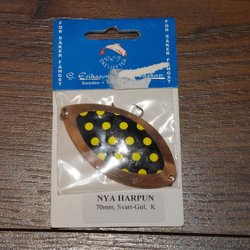 FÖR SÄKER FÅNGST
FÖR SÄKER FÅNGST
Sweden
NYA HARPUN
70mm, Svart-Gul, K